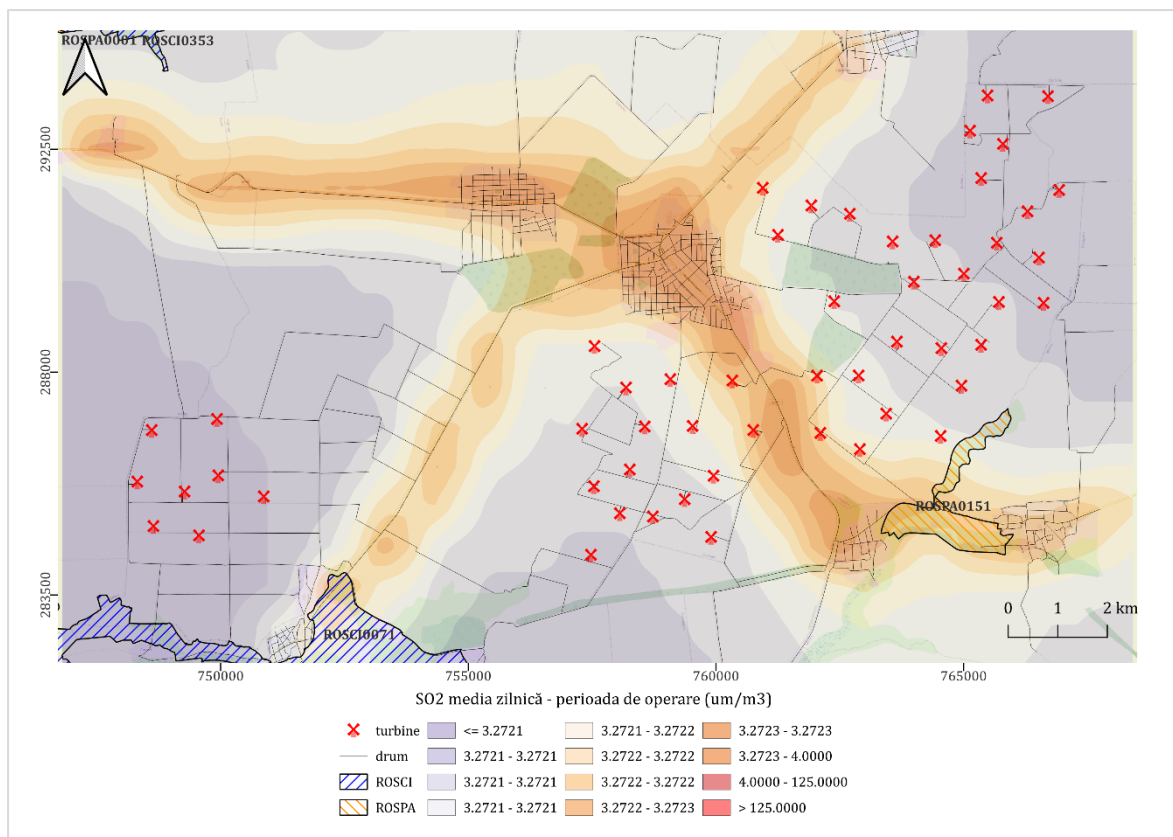 ROSPA0001 ROSCI0353
292500
288000
ROSPA0151
283500
0 1 2 km
ROSCI0071
750000 755000 760000 765000
SO2 media zilnică - perioada de operare (um/m3)
turbine <= 3.2721 3.2721 - 3.2722 3.2723 - 3.2723
drum 3.2721 - 3.2721 3.2722 - 3.2722 3.2723 - 4.0000
ROSCI 3.2721 - 3.2721 3.2722 - 3.2722 4.0000 - 125.0000
ROSPA 3.2721 - 3.2721 3.2722 - 3.2723 > 125.0000